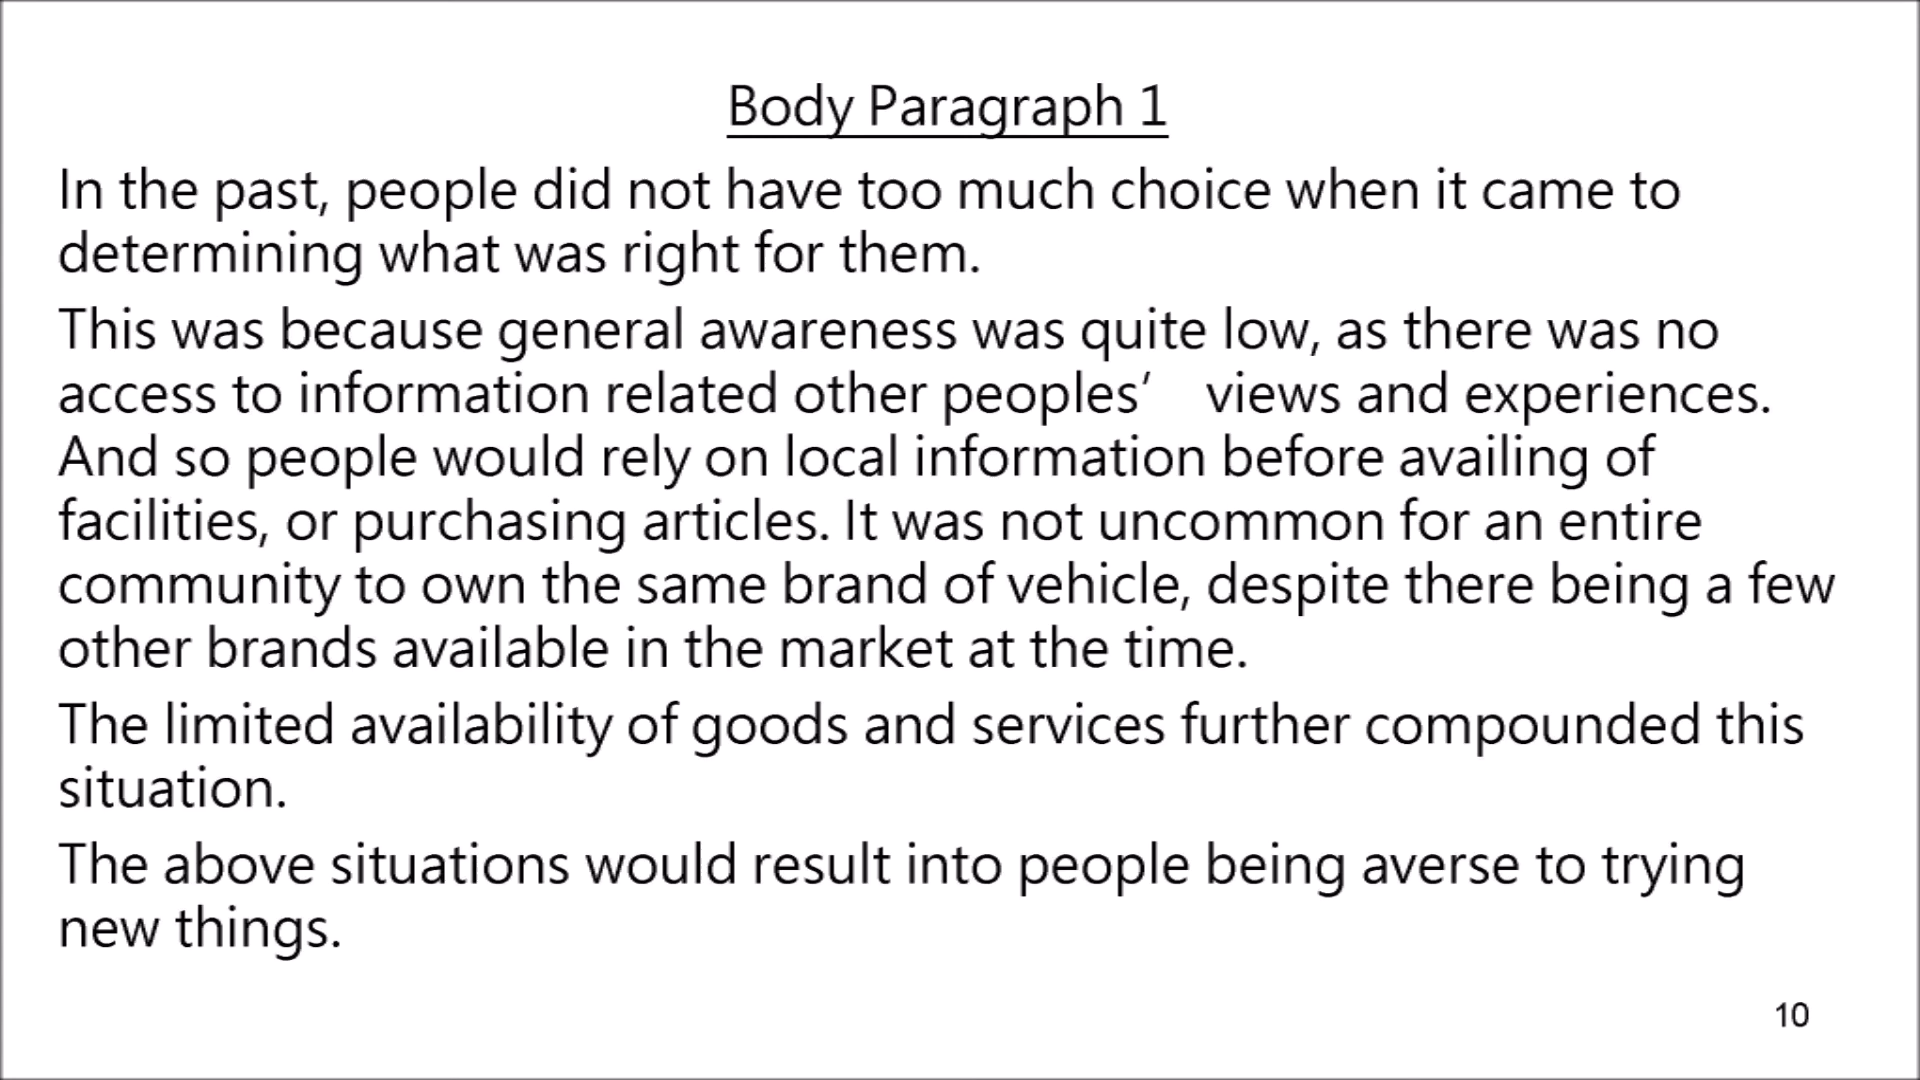 Body Paragraph 1
In the past, people did not have too much choice when it came to
determining what was right for them.
This was because general awareness was quite low, as there was no
access to information related other peoples’ views and experiences.
And so people would rely on local information before availing of
facilities, or purchasing articles. It was not uncommon for an entire
community to own the same brand of vehicle, despite there being a few
other brands available in the market at the time.
The limited availability of goods and services further compounded this
situation.
The above situations would result into people being averse to trying
new things.
10